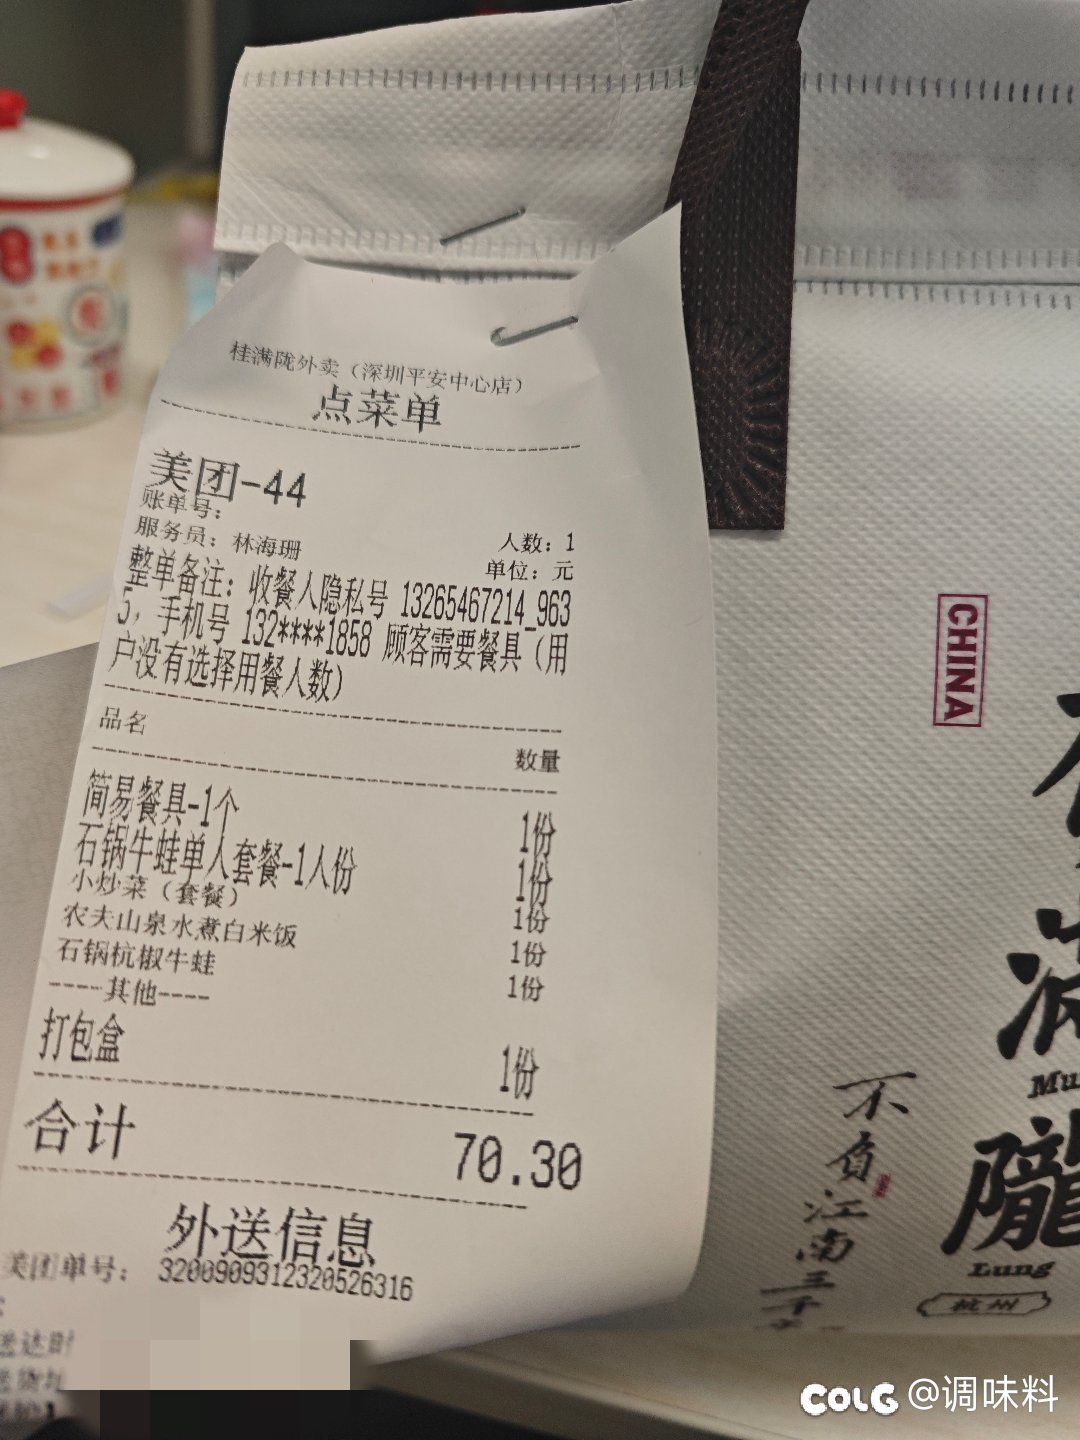 桂满陇外卖（深圳平安中心店）
点菜单
美团-44
账单号：
人数：1
服务员：林海珊
单位：元
整单备注：收餐人隐私号 13265467214_963
5，手机号 132****1858 顾客需要餐具（用
户没有选择用餐人数）
品名
数量
简易餐具-1个 1份
石锅牛蛙单人套餐-1人份 1份
小炒菜（套餐） 1份
农夫山泉水煮白米饭 1份
石锅杭椒牛蛙 1份
----其他----
打包盒 1份
合计 70.30
外送信息
美团单号： 3200909312320526316
送达时
CHINA
满
陇
Lung
杭州
不负江南
COLG @调味料